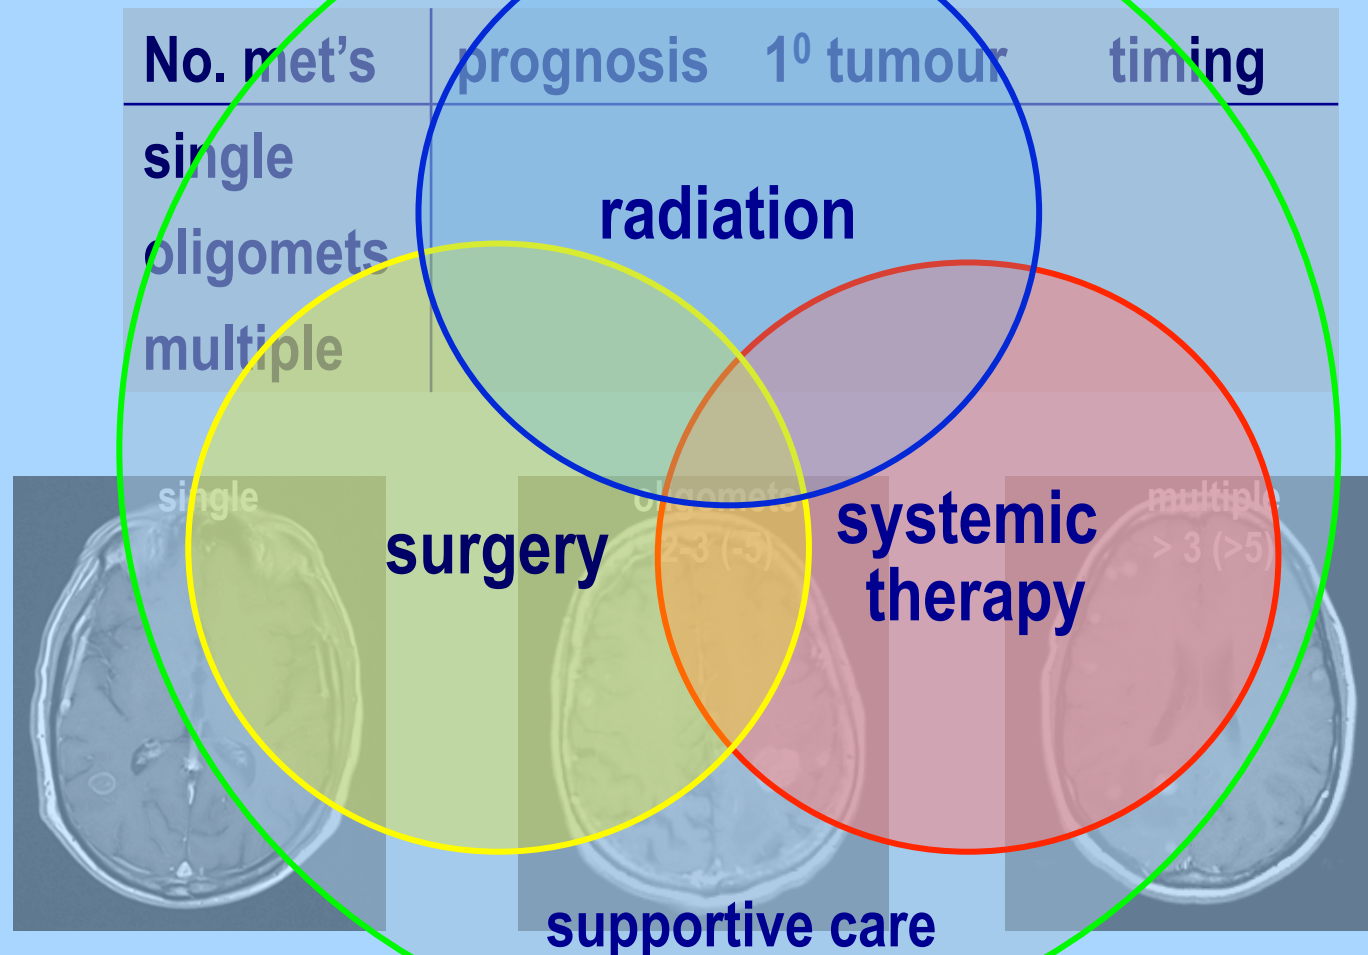 No. met's prognosis 1⁰ tumour timing
single
radiation
oligomets
multiple
single oligomets multiple
2-3 (-5) > 3 (>5)
surgery
systemic
therapy
supportive care